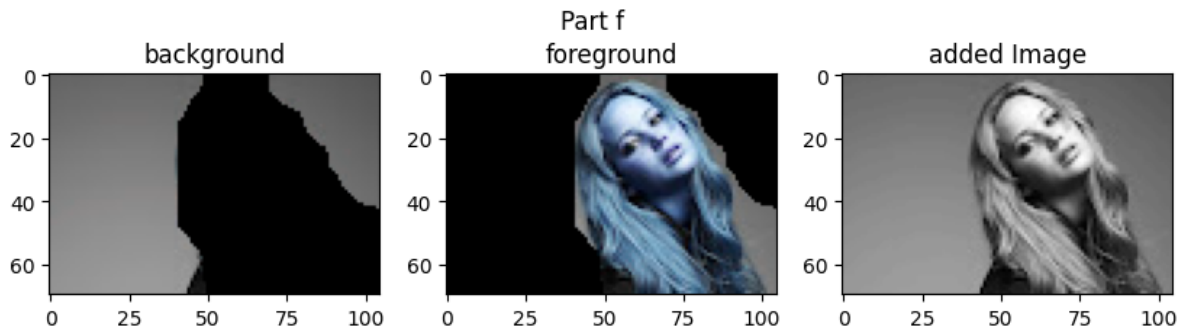 Part f
background foreground added Image
0 0 0
20 20 20
40 40 40
60 60 60
0 25 50 75 100 0 25 50 75 100 0 25 50 75 100